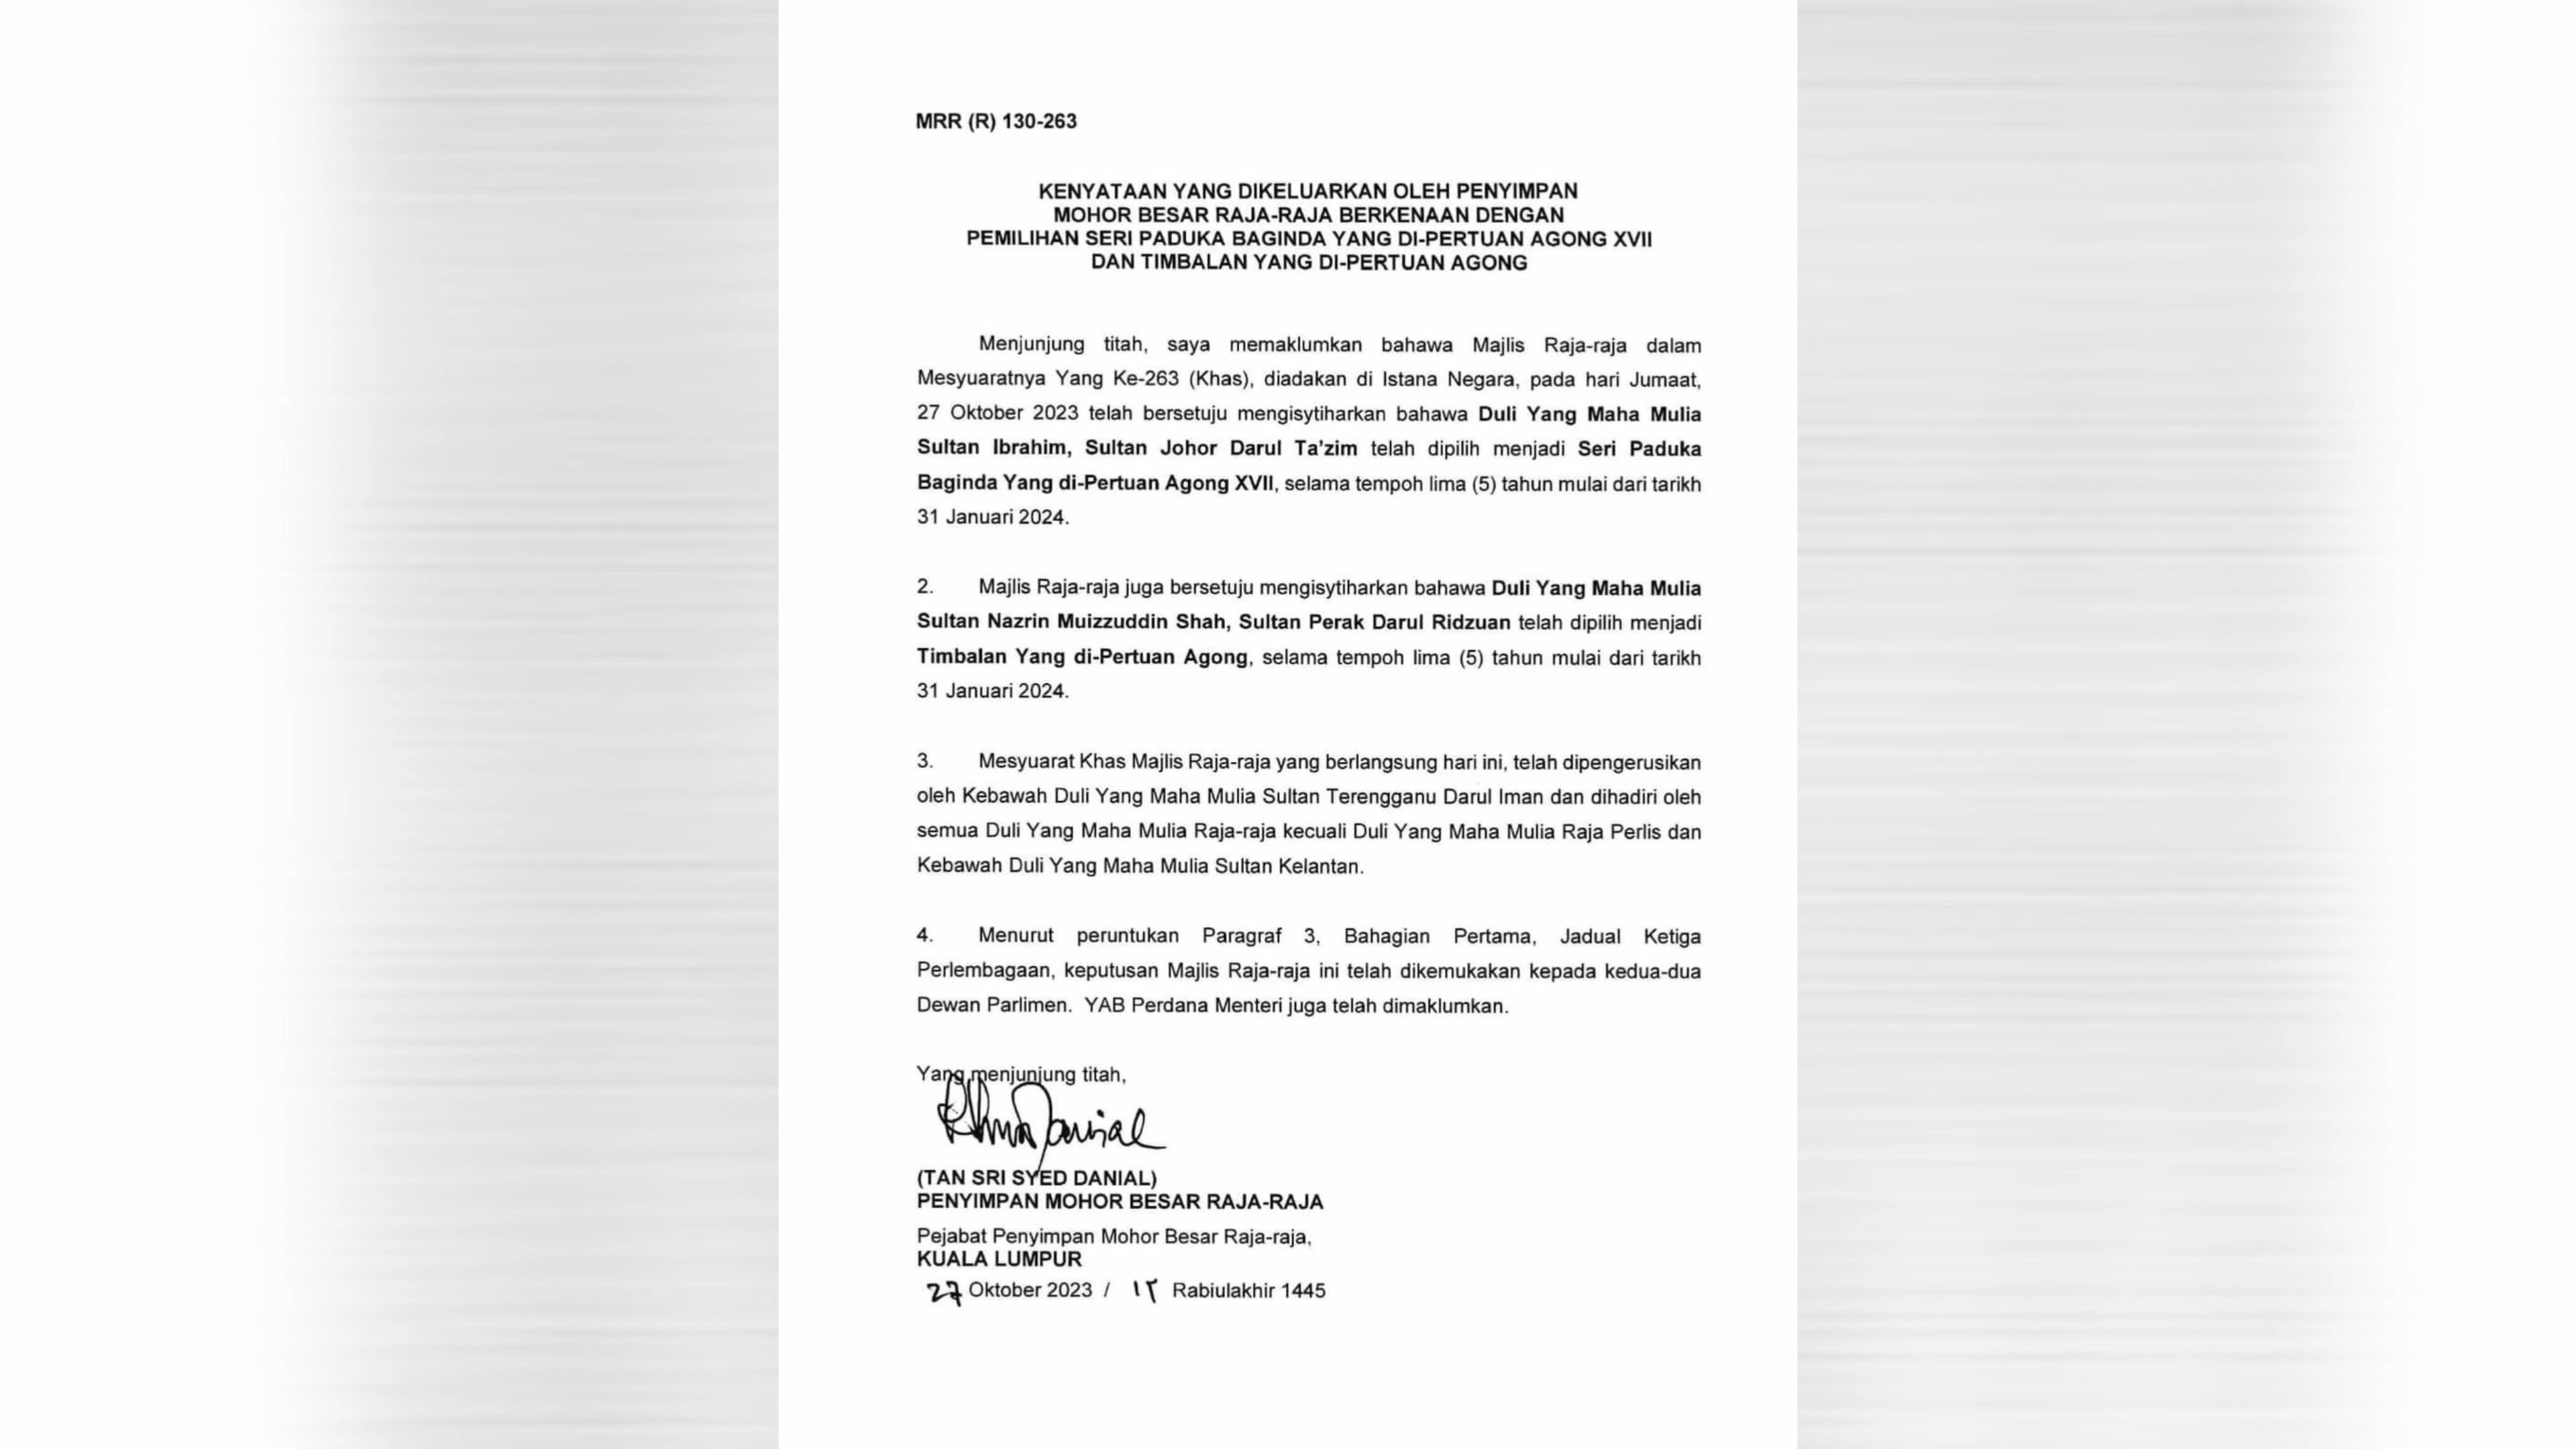 MRR (R) 130-263
KENYATAAN YANG DIKELUARKAN OLEH PENYIMPAN
MOHOR BESAR RAJA-RAJA BERKENAAN DENGAN
PEMILIHAN SERI PADUKA BAGINDA YANG DI-PERTUAN AGONG XVII
DAN TIMBALAN YANG DI-PERTUAN AGONG
Menjunjung titah, saya memaklumkan bahawa Majlis Raja-raja dalam
Mesyuaratnya Yang Ke-263 (Khas), diadakan di Istana Negara, pada hari Jumaat,
27 Oktober 2023 telah bersetuju mengisytiharkan bahawa Duli Yang Maha Mulia
Sultan Ibrahim, Sultan Johor Darul Ta’zim telah dipilih menjadi Seri Paduka
Baginda Yang di-Pertuan Agong XVII, selama tempoh lima (5) tahun mulai dari tarikh
31 Januari 2024.
2. Majlis Raja-raja juga bersetuju mengisytiharkan bahawa Duli Yang Maha Mulia
Sultan Nazrin Muizzuddin Shah, Sultan Perak Darul Ridzuan telah dipilih menjadi
Timbalan Yang di-Pertuan Agong, selama tempoh lima (5) tahun mulai dari tarikh
31 Januari 2024.
3. Mesyuarat Khas Majlis Raja-raja yang berlangsung hari ini, telah dipengerusikan
oleh Kebawah Duli Yang Maha Mulia Sultan Terengganu Darul Iman dan dihadiri oleh
semua Duli Yang Maha Mulia Raja-raja kecuali Duli Yang Maha Mulia Raja Perlis dan
Kebawah Duli Yang Maha Mulia Sultan Kelantan.
4. Menurut peruntukan Paragraf 3, Bahagian Pertama, Jadual Ketiga
Perlembagaan, keputusan Majlis Raja-raja ini telah dikemukakan kepada kedua-dua
Dewan Parlimen. YAB Perdana Menteri juga telah dimaklumkan.
Yang menjunjung titah,
(TAN SRI SYED DANIAL)
PENYIMPAN MOHOR BESAR RAJA-RAJA
Pejabat Penyimpan Mohor Besar Raja-raja,
KUALA LUMPUR
27 Oktober 2023 / ١٢ Rabiulakhir 1445